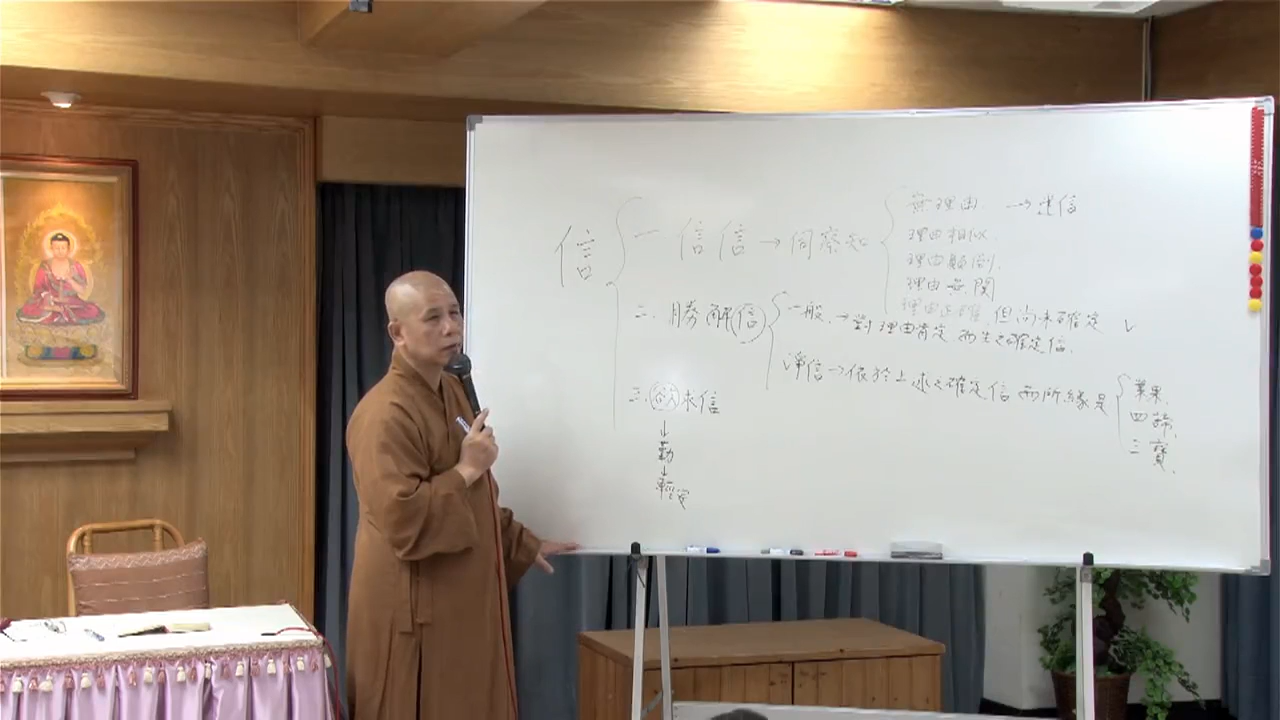 信
一 信信 → 伺察知
無理由 → 迷信
理由相似.
理由顛倒.
理由無関
理由正確, 但尚未確定
二. 勝解信
一般. → 對理由肯定而生之確定信.
淨信 → 依於上述之確定信而所緣是
業果.
四諦.
三寶.
三. 欲求信
↓
勤
↓
輕安